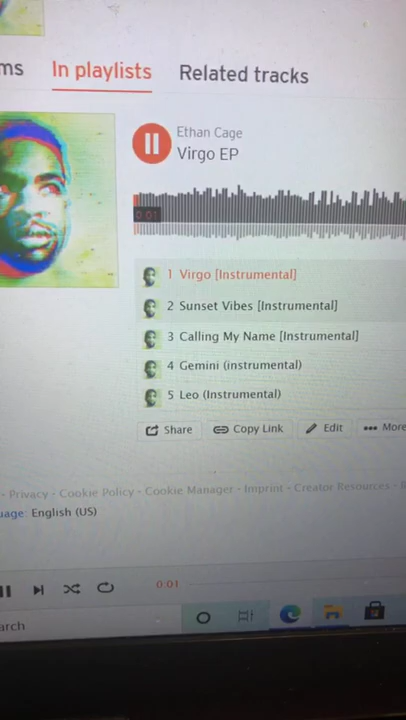 ms In playlists Related tracks
Ethan Cage
Virgo EP
0:01
1 Virgo [Instrumental]
2 Sunset Vibes [Instrumental]
3 Calling My Name [Instrumental]
4 Gemini (instrumental)
5 Leo (Instrumental)
Share Copy Link Edit More
- Privacy - Cookie Policy - Cookie Manager - Imprint - Creator Resources -
uage: English (US)
0:01
arch